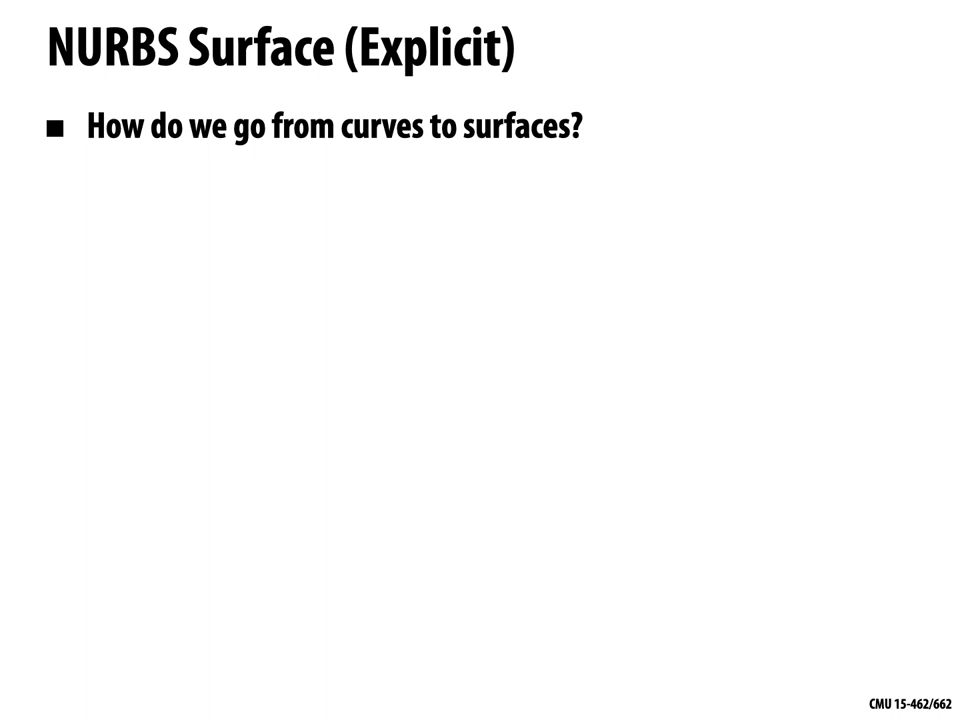 NURBS Surface (Explicit)
■ How do we go from curves to surfaces?
CMU 15-462/662